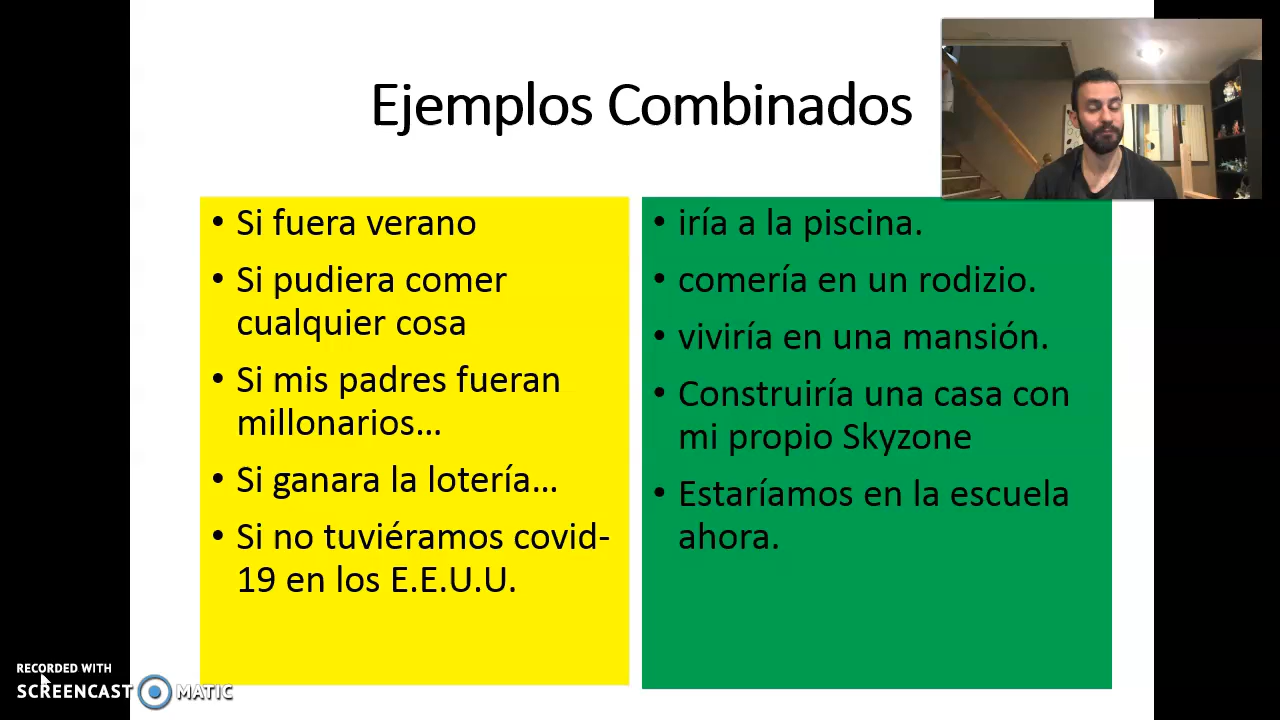 Ejemplos Combinados
• Si fuera verano
• Si pudiera comer
cualquier cosa
• Si mis padres fueran
millonarios…
• Si ganara la lotería…
• Si no tuviéramos covid-
19 en los E.E.U.U.
• iría a la piscina.
• comería en un rodizio.
• viviría en una mansión.
• Construiría una casa con
mi propio Skyzone
• Estaríamos en la escuela
ahora.
RECORDED WITH
SCREENCAST MATIC